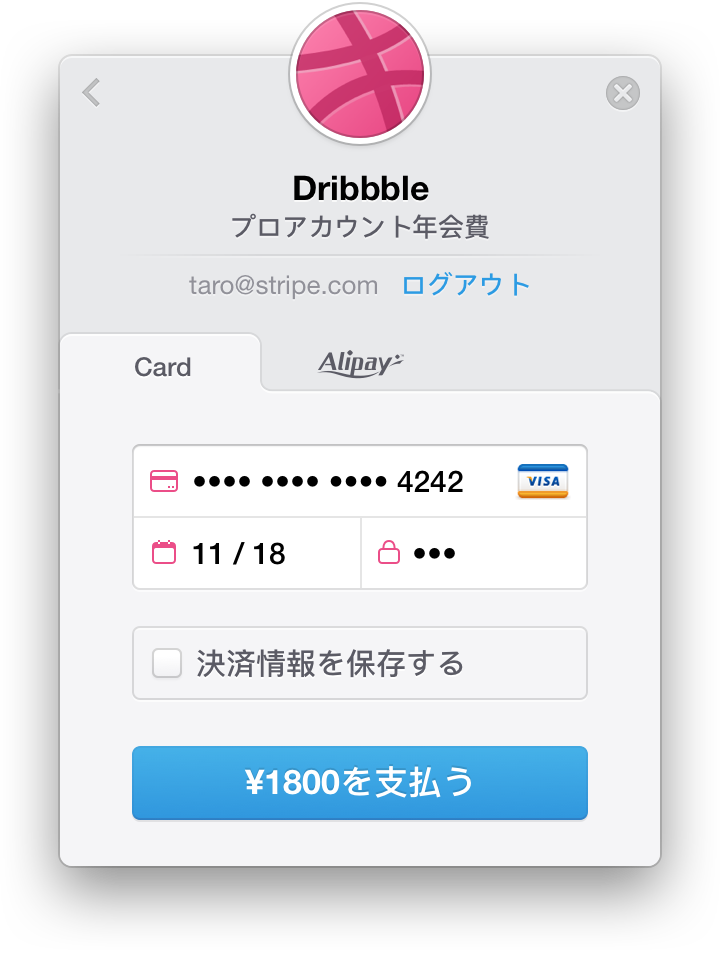 Dribbble
プロアカウント年会費
taro@stripe.com ログアウト
Card Alipay
•••• •••• •••• 4242 VISA
11 / 18 •••
決済情報を保存する
¥1800を支払う